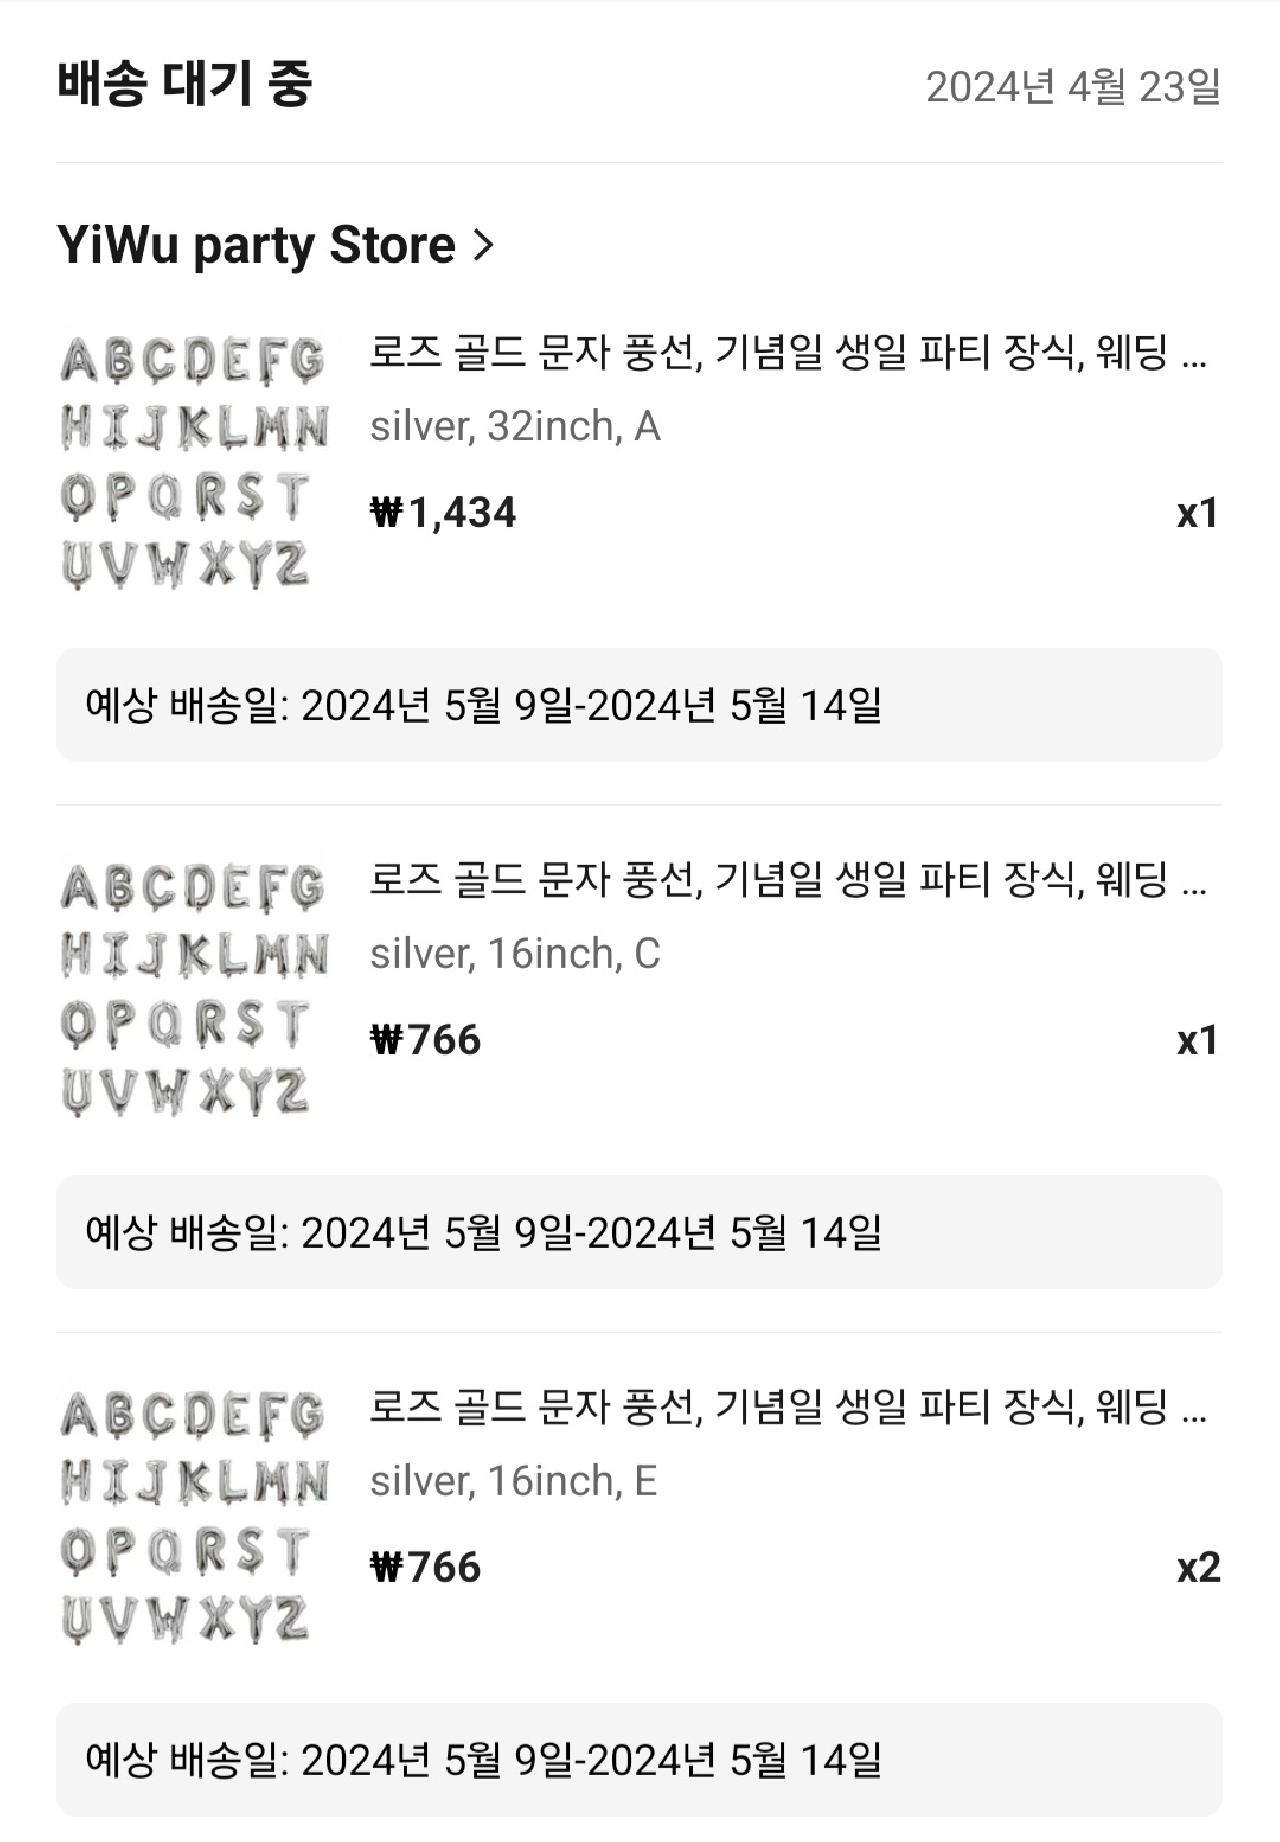 배송 대기 중
2024년 4월 23일
YiWu party Store >
ABCDEFG
HIJKLMN
OPQRST
UVWXYZ
로즈 골드 문자 풍선, 기념일 생일 파티 장식, 웨딩 ...
silver, 32inch, A
₩1,434
x1
예상 배송일: 2024년 5월 9일-2024년 5월 14일
ABCDEFG
HIJKLMN
OPQRST
UVWXYZ
로즈 골드 문자 풍선, 기념일 생일 파티 장식, 웨딩 ...
silver, 16inch, C
₩766
x1
예상 배송일: 2024년 5월 9일-2024년 5월 14일
ABCDEFG
HIJKLMN
OPQRST
UVWXYZ
로즈 골드 문자 풍선, 기념일 생일 파티 장식, 웨딩 ...
silver, 16inch, E
₩766
x2
예상 배송일: 2024년 5월 9일-2024년 5월 14일